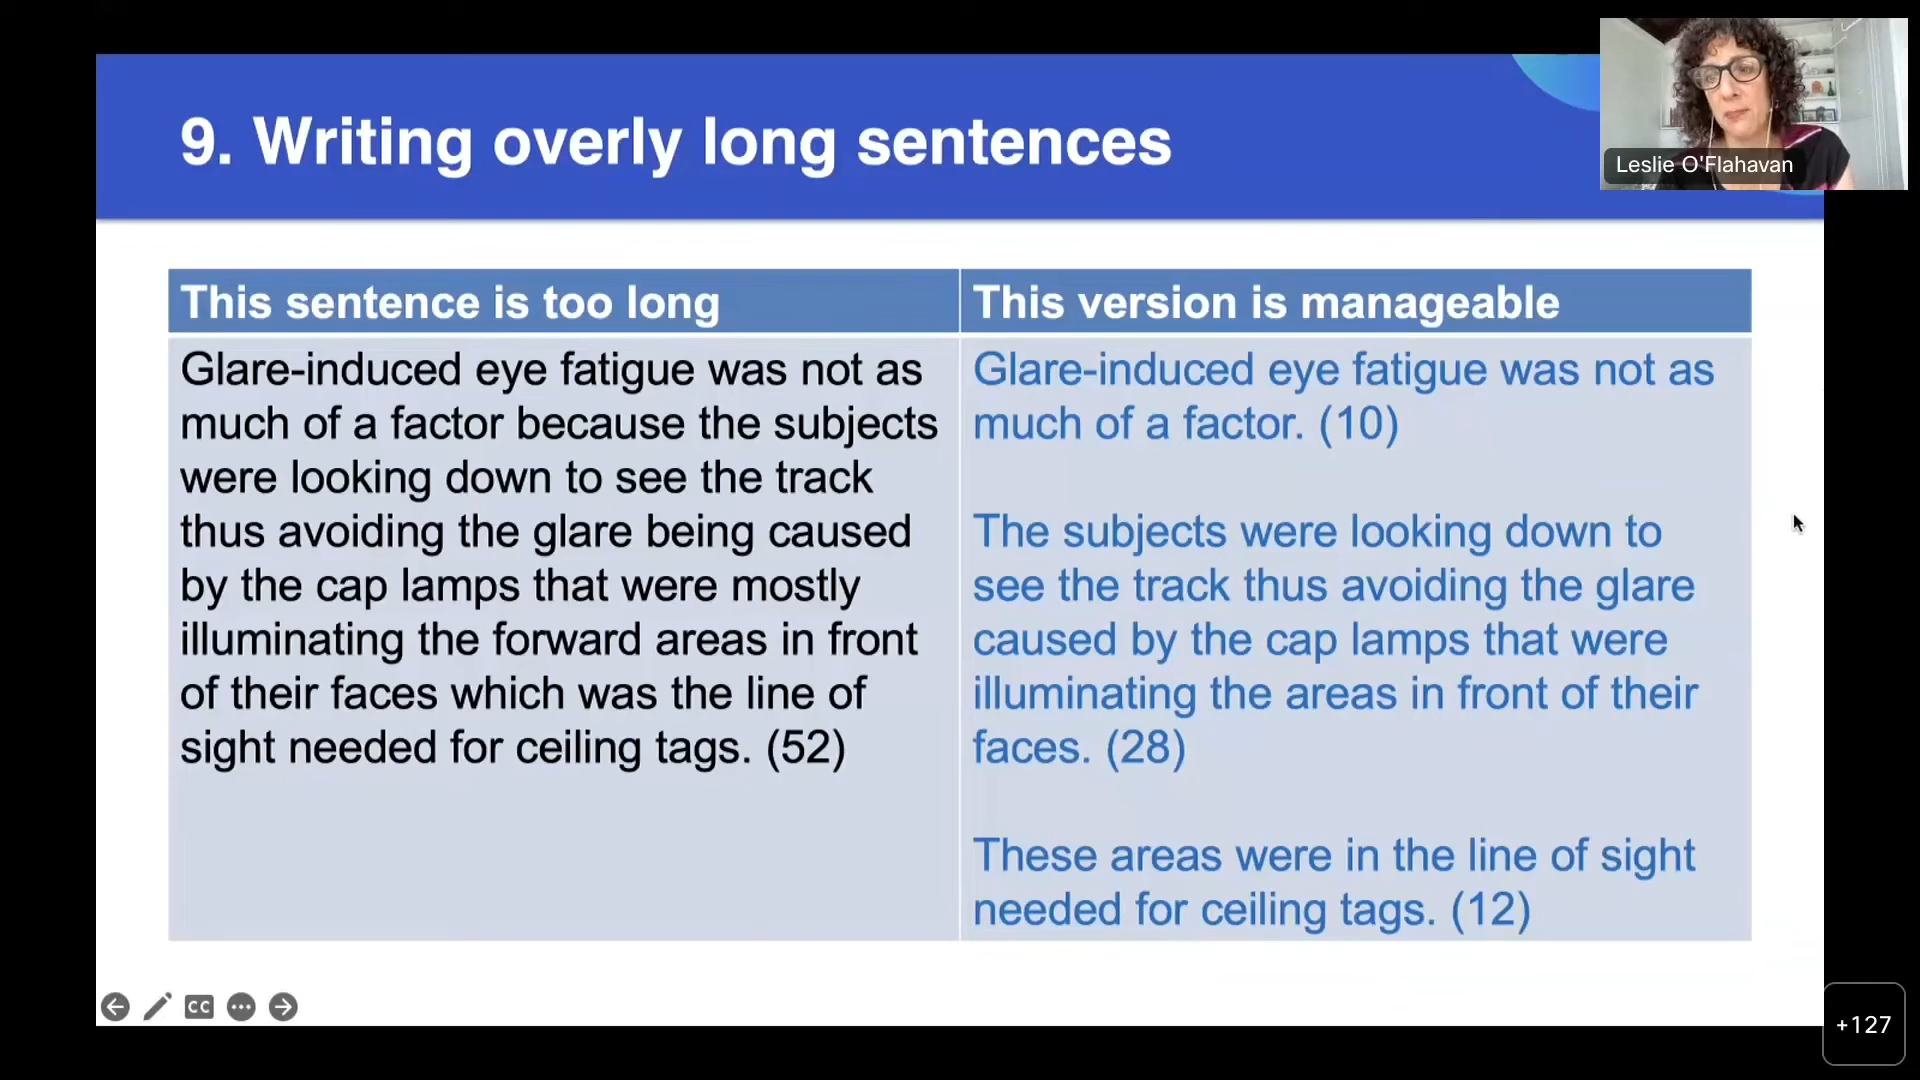 9. Writing overly long sentences
Leslie O'Flahavan
This sentence is too long
Glare-induced eye fatigue was not as
much of a factor because the subjects
were looking down to see the track
thus avoiding the glare being caused
by the cap lamps that were mostly
illuminating the forward areas in front
of their faces which was the line of
sight needed for ceiling tags. (52)
This version is manageable
Glare-induced eye fatigue was not as
much of a factor. (10)
The subjects were looking down to
see the track thus avoiding the glare
caused by the cap lamps that were
illuminating the areas in front of their
faces. (28)
These areas were in the line of sight
needed for ceiling tags. (12)
CC
+127